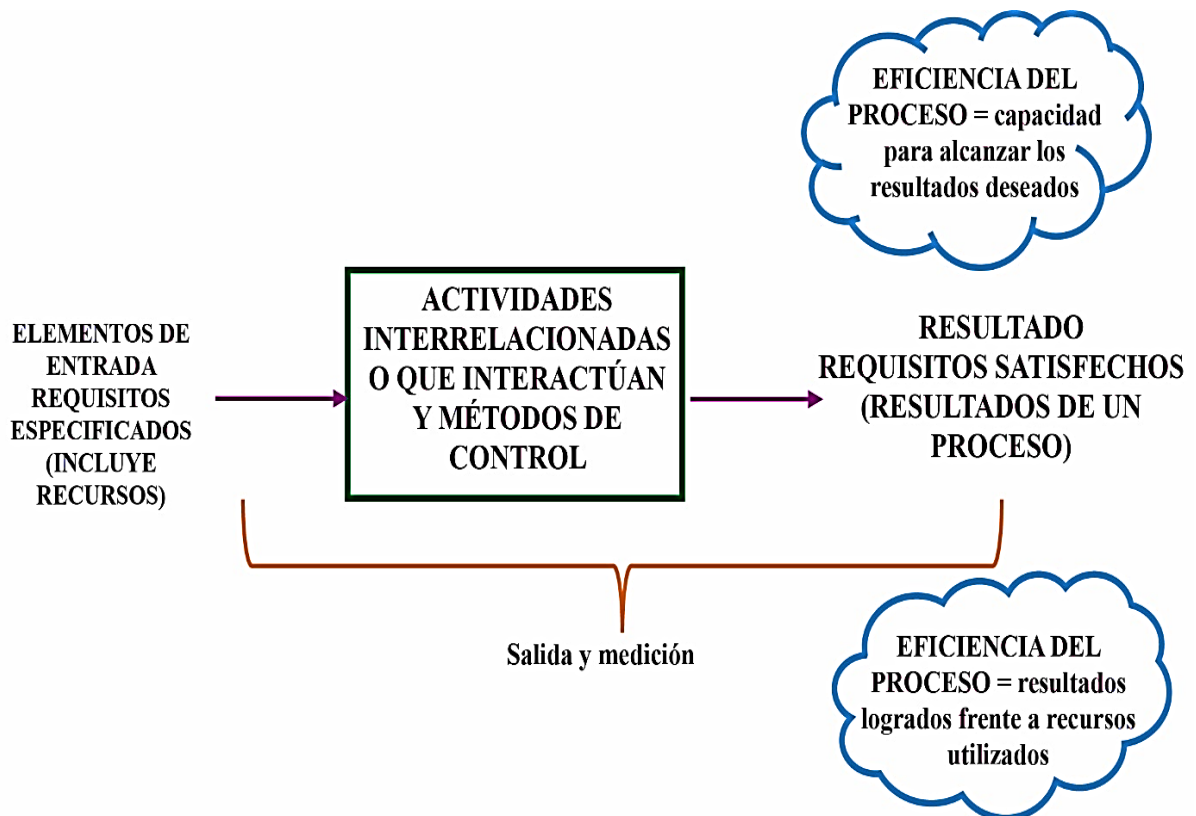 EFICIENCIA DEL
PROCESO = capacidad
para alcanzar los
resultados deseados
ELEMENTOS DE
ENTRADA
REQUISITOS
ESPECIFICADOS
(INCLUYE
RECURSOS)
ACTIVIDADES
INTERRELACIONADAS
O QUE INTERACTÚAN
Y MÉTODOS DE
CONTROL
RESULTADO
REQUISITOS SATISFECHOS
(RESULTADOS DE UN
PROCESO)
Salida y medición
EFICIENCIA DEL
PROCESO = resultados
logrados frente a recursos
utilizados